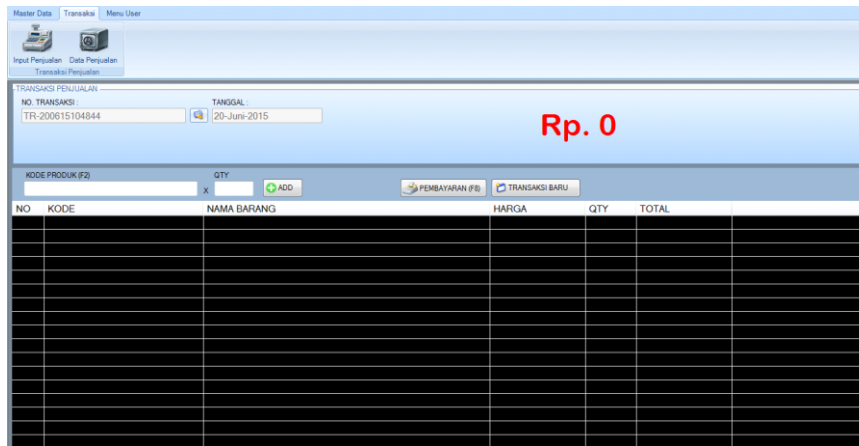 Master Data Transaksi Menu User
Input Penjualan Data Penjualan
Transaksi Penjualan
TRANSAKSI PENJUALAN
NO. TRANSAKSI : TANGGAL :
TR-200615104844 20-Juni-2015
Rp. 0
KODE PRODUK (F2) QTY
x ADD PEMBAYARAN (F8) TRANSAKSI BARU
NO KODE NAMA BARANG HARGA QTY TOTAL